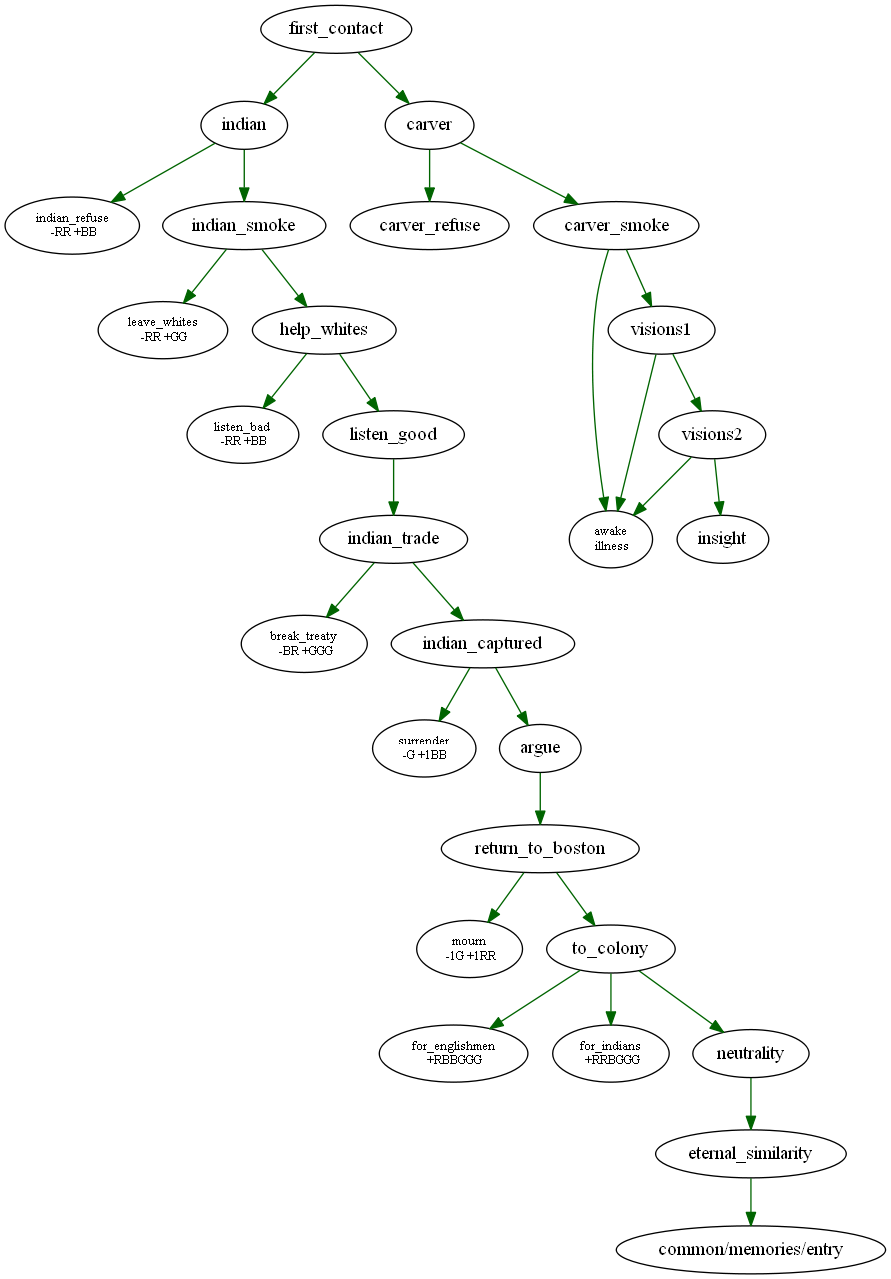 first_contact
indian
carver
indian_refuse
-RR +BB
indian_smoke
carver_refuse
carver_smoke
leave_whites
-RR +GG
help_whites
visions1
listen_bad
-RR +BB
listen_good
visions2
indian_trade
awake
illness
insight
break_treaty
-BR +GGG
indian_captured
surrender
-G +1BB
argue
return_to_boston
mourn
-1G +1RR
to_colony
for_englishmen
+RBBGGG
for_indians
+RRBGGG
neutrality
eternal_similarity
common/memories/entry